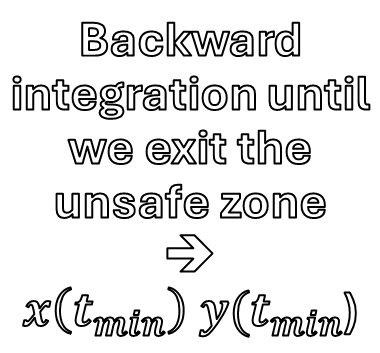 Backward
integration until
we exit the
unsafe zone
⇨
x(t_min) y(t_min)